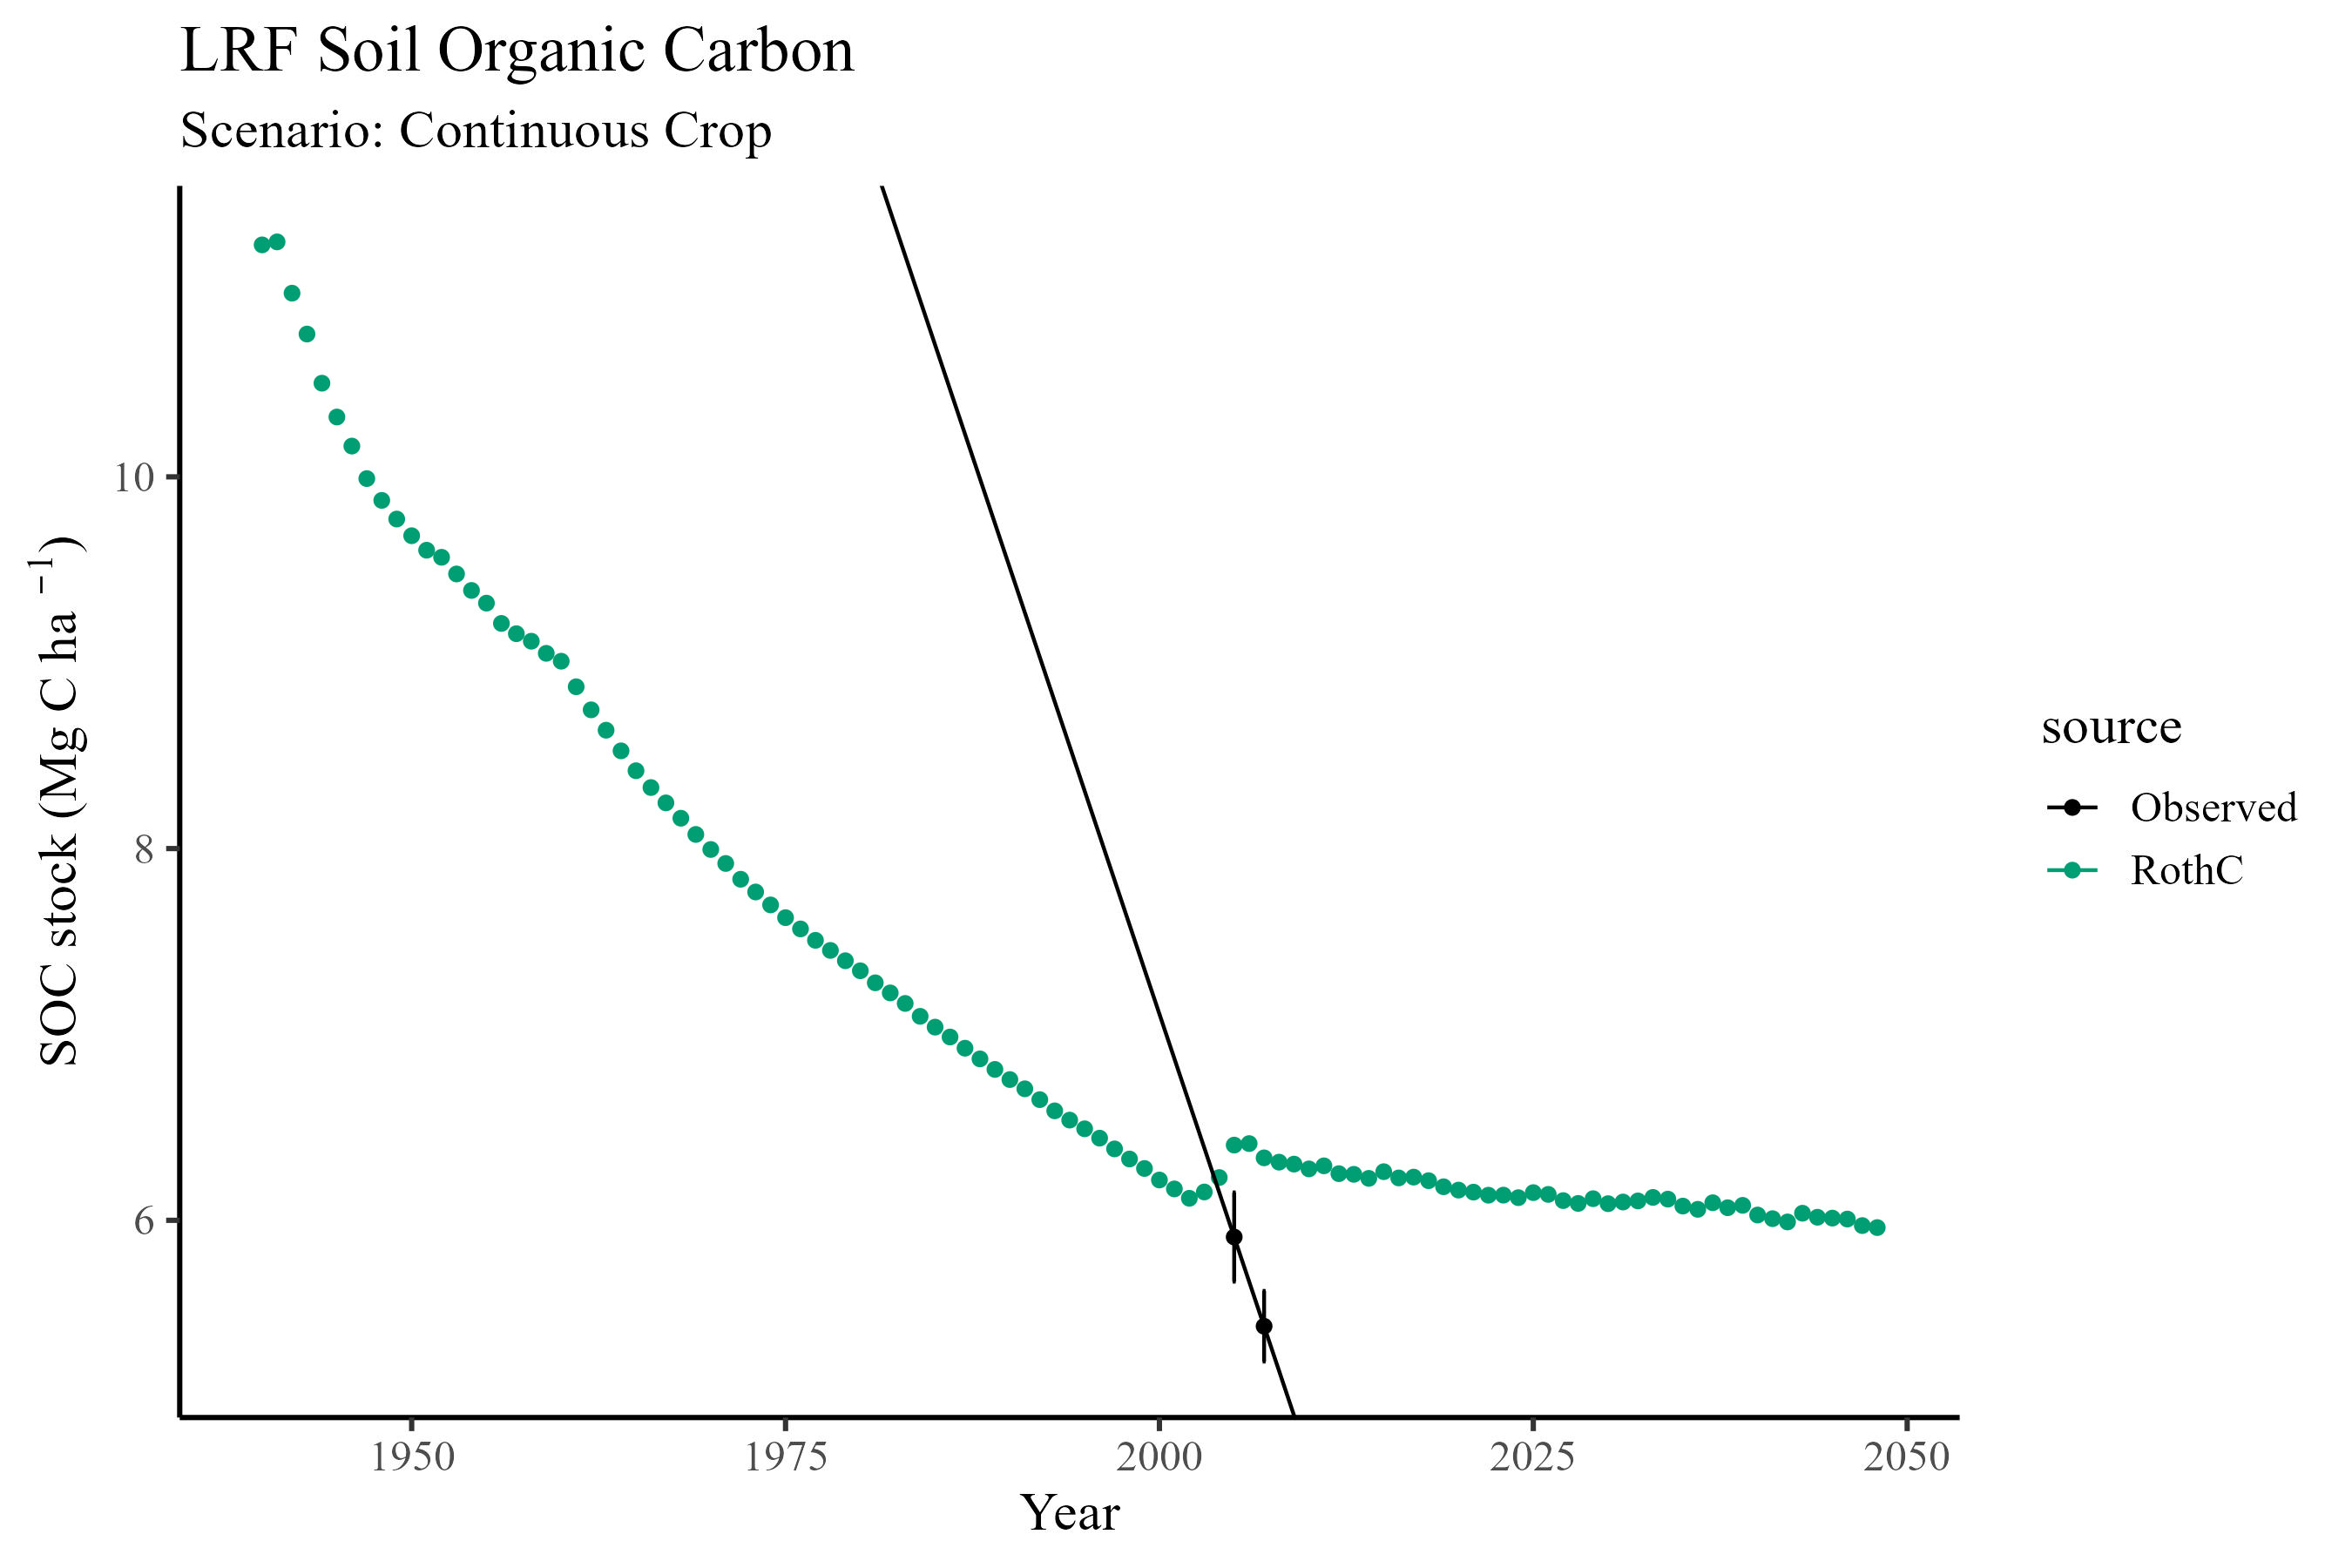 LRF Soil Organic Carbon
Scenario: Continuous Crop
SOC stock (Mg C ha⁻¹)
10
8
6
1950 1975 2000 2025 2050
Year
source
Observed
RothC